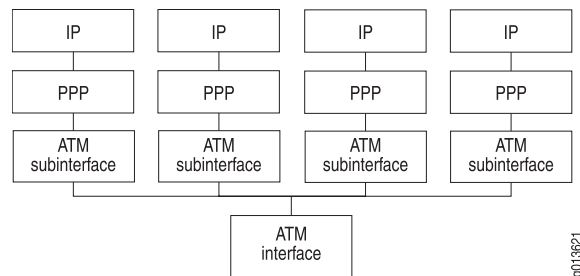 IP IP IP IP
PPP PPP PPP PPP
ATM ATM ATM ATM
subinterface subinterface subinterface subinterface
ATM
interface
g013621